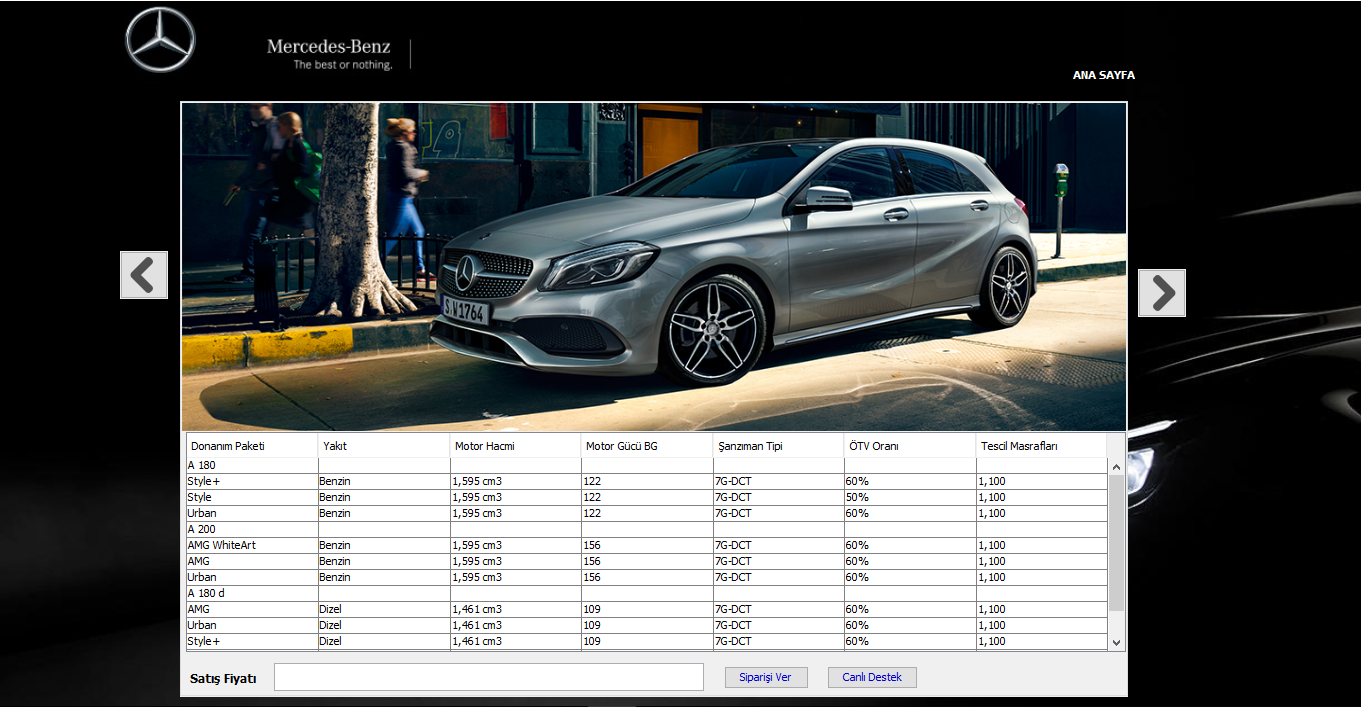 Mercedes-Benz
The best or nothing.
ANA SAYFA
S W1764
Donanım Paketi Yakıt Motor Hacmi Motor Gücü BG Şanzıman Tipi ÖTV Oranı Tescil Masrafları
A 180
Style+ Benzin 1,595 cm3 122 7G-DCT 60% 1,100
Style Benzin 1,595 cm3 122 7G-DCT 50% 1,100
Urban Benzin 1,595 cm3 122 7G-DCT 60% 1,100
A 200
AMG WhiteArt Benzin 1,595 cm3 156 7G-DCT 60% 1,100
AMG Benzin 1,595 cm3 156 7G-DCT 60% 1,100
Urban Benzin 1,595 cm3 156 7G-DCT 60% 1,100
A 180 d
AMG Dizel 1,461 cm3 109 7G-DCT 60% 1,100
Urban Dizel 1,461 cm3 109 7G-DCT 60% 1,100
Style+ Dizel 1,461 cm3 109 7G-DCT 60% 1,100
Satış Fiyatı Siparişi Ver Canlı Destek